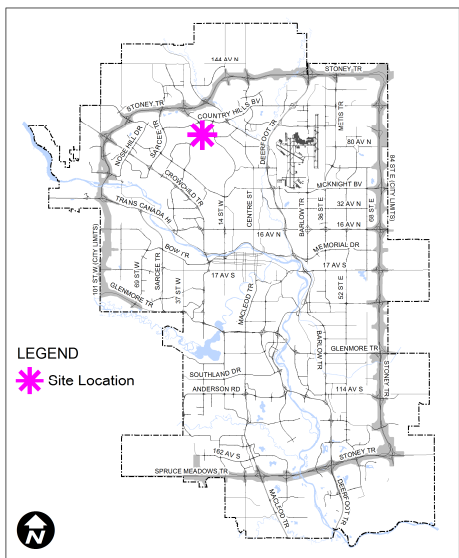 144 AV N
STONEY TR
STONEY TR
COUNTRY HILLS BV
METIS TR
NOSE HILL DR
SARCEE TR
DEERFOOT TR
80 AV N
CROWCHILD TR
MCKNIGHT BV
84 ST E (CITY LIMITS)
TRANS CANADA HI
14 ST W
CENTRE ST
BARLOW TR
36 ST E
32 AV N
68 ST E
16 AV N
16 AV N
BOW TR
MEMORIAL DR
17 AV S
17 AV S
101 ST W (CITY LIMITS)
69 ST W
SARCEE TR
37 ST W
GLENMORE TR
MACLEOD TR
52 ST E
BARLOW TR
GLENMORE TR
STONEY TR
LEGEND
Site Location
SOUTHLAND DR
ANDERSON RD
114 AV S
162 AV S
STONEY TR
SPRUCE MEADOWS TR
MACLEOD TR
DEERFOOT TR
N